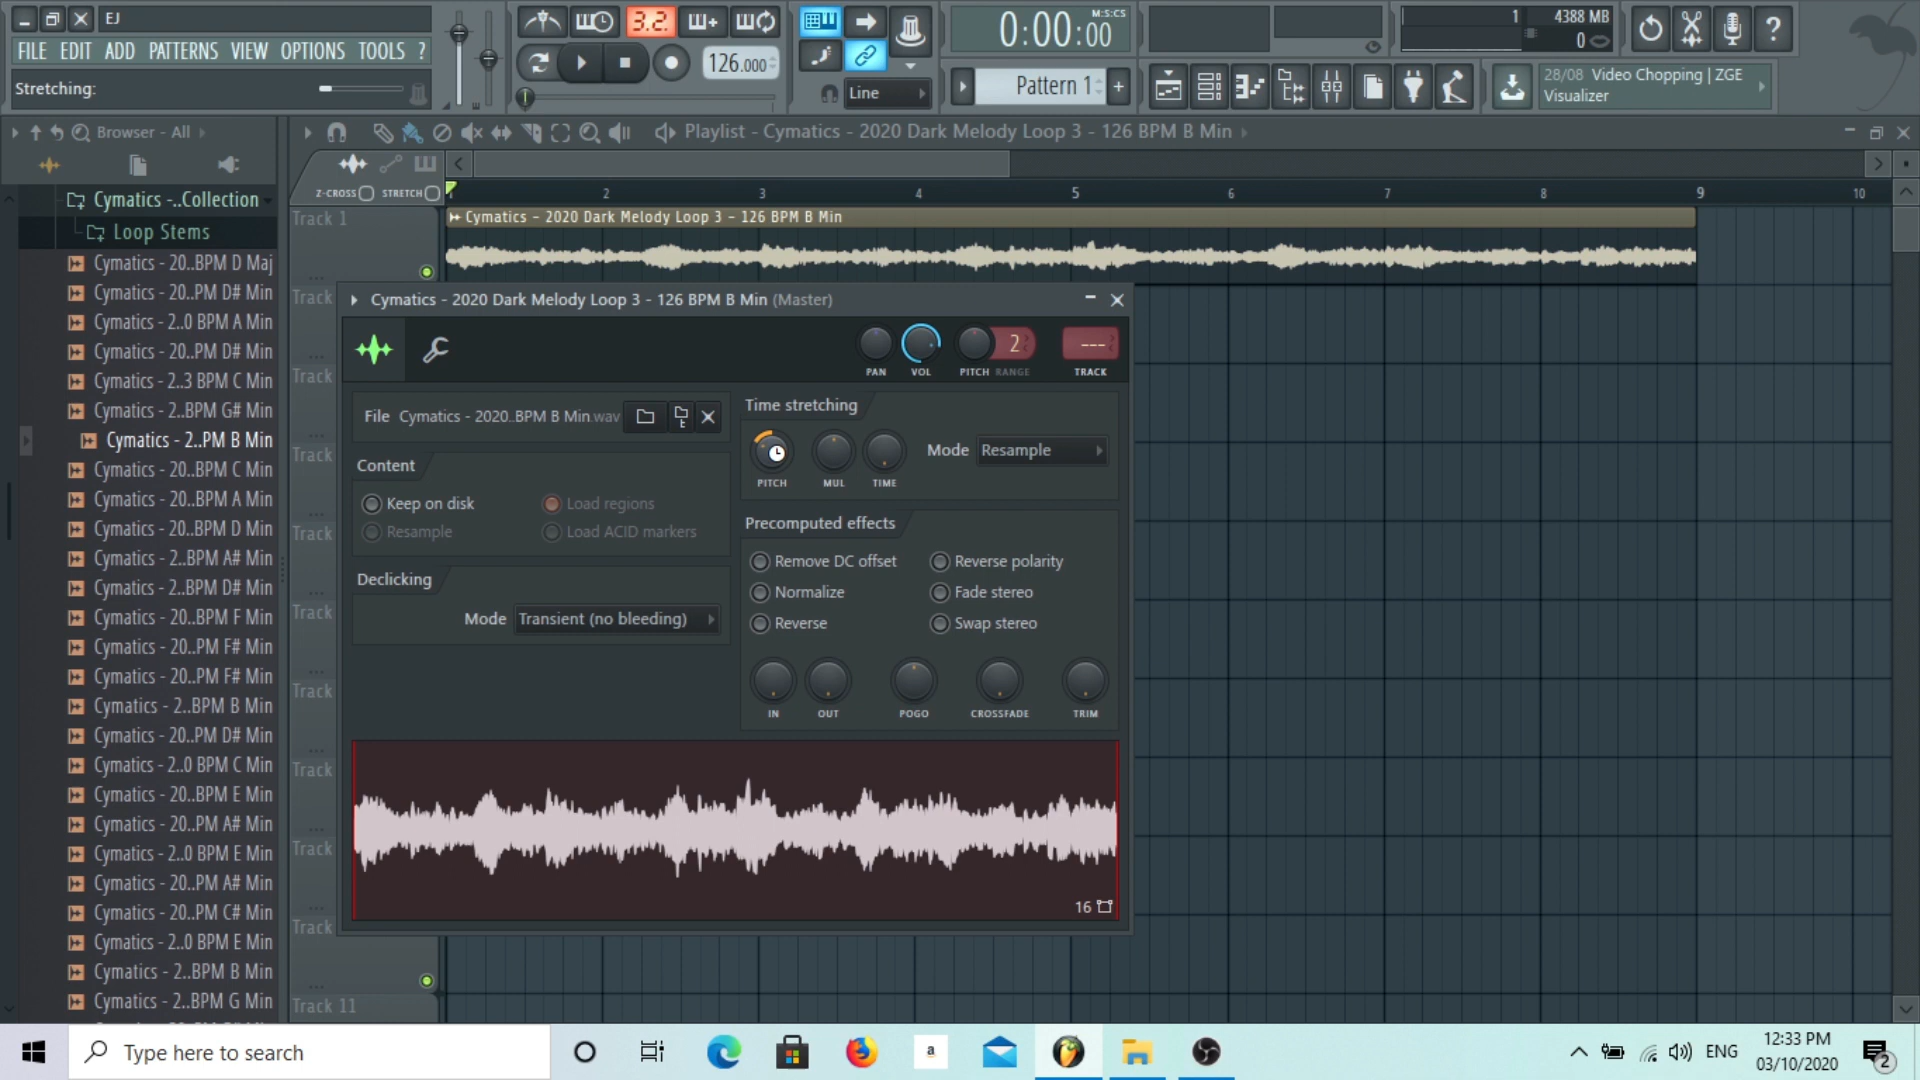 EJ
FILE EDIT ADD PATTERNS VIEW OPTIONS TOOLS ?
Stretching:
3.2.
126.000
Line
0:00:00
M:S:CS
Pattern 1
1
4388 MB
0
28/08 Video Chopping | ZGE
Visualizer
Browser - All
Playlist - Cymatics - 2020 Dark Melody Loop 3 - 126 BPM B Min
Z-CROSS STRETCH
1 2 3 4 5 6 7 8 9 10
Cymatics -..Collection
Loop Stems
Cymatics - 20..BPM D Maj
Cymatics - 20..PM D# Min
Cymatics - 2..0 BPM A Min
Cymatics - 20..PM D# Min
Cymatics - 2..3 BPM C Min
Cymatics - 2..BPM G# Min
Cymatics - 2..PM B Min
Cymatics - 20..BPM C Min
Cymatics - 20..BPM A Min
Cymatics - 20..BPM D Min
Cymatics - 2..BPM A# Min
Cymatics - 2..BPM D# Min
Cymatics - 20..BPM F Min
Cymatics - 20..PM F# Min
Cymatics - 20..PM F# Min
Cymatics - 2..BPM B Min
Cymatics - 20..PM D# Min
Cymatics - 2..0 BPM C Min
Cymatics - 20..BPM E Min
Cymatics - 20..PM A# Min
Cymatics - 2..0 BPM E Min
Cymatics - 20..PM A# Min
Cymatics - 20..PM C# Min
Cymatics - 2..0 BPM E Min
Cymatics - 2..BPM B Min
Cymatics - 2..BPM G Min
Track 1
Cymatics - 2020 Dark Melody Loop 3 - 126 BPM B Min
Track
Track
Track
Track
Track
Track
Track
Track
Track
Track 11
Cymatics - 2020 Dark Melody Loop 3 - 126 BPM B Min (Master)
2
---
PAN VOL PITCH RANGE TRACK
File Cymatics - 2020..BPM B Min.wav
Content
Keep on disk
Load regions
Resample
Load ACID markers
Declicking
Mode Transient (no bleeding)
Time stretching
Mode Resample
PITCH MUL TIME
Precomputed effects
Remove DC offset
Reverse polarity
Normalize
Fade stereo
Reverse
Swap stereo
IN OUT POGO CROSSFADE TRIM
16
Type here to search
a
ENG
12:33 PM
03/10/2020
2